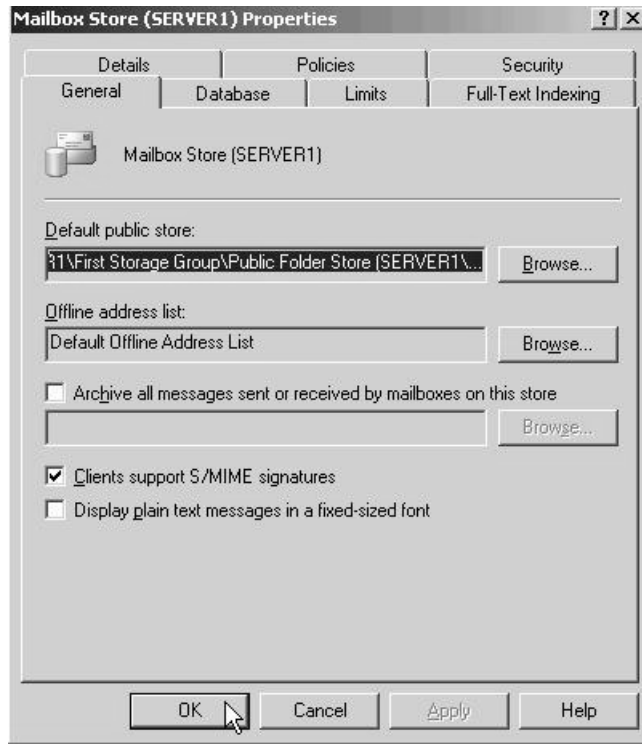 Mailbox Store (SERVER1) Properties
Details Policies Security
General Database Limits Full-Text Indexing
Mailbox Store (SERVER1)
Default public store:
R1\First Storage Group\Public Folder Store (SERVER1\... Browse...
Offline address list:
Default Offline Address List Browse...
Archive all messages sent or received by mailboxes on this store
Browse...
Clients support S/MIME signatures
Display plain text messages in a fixed-sized font
OK Cancel Apply Help